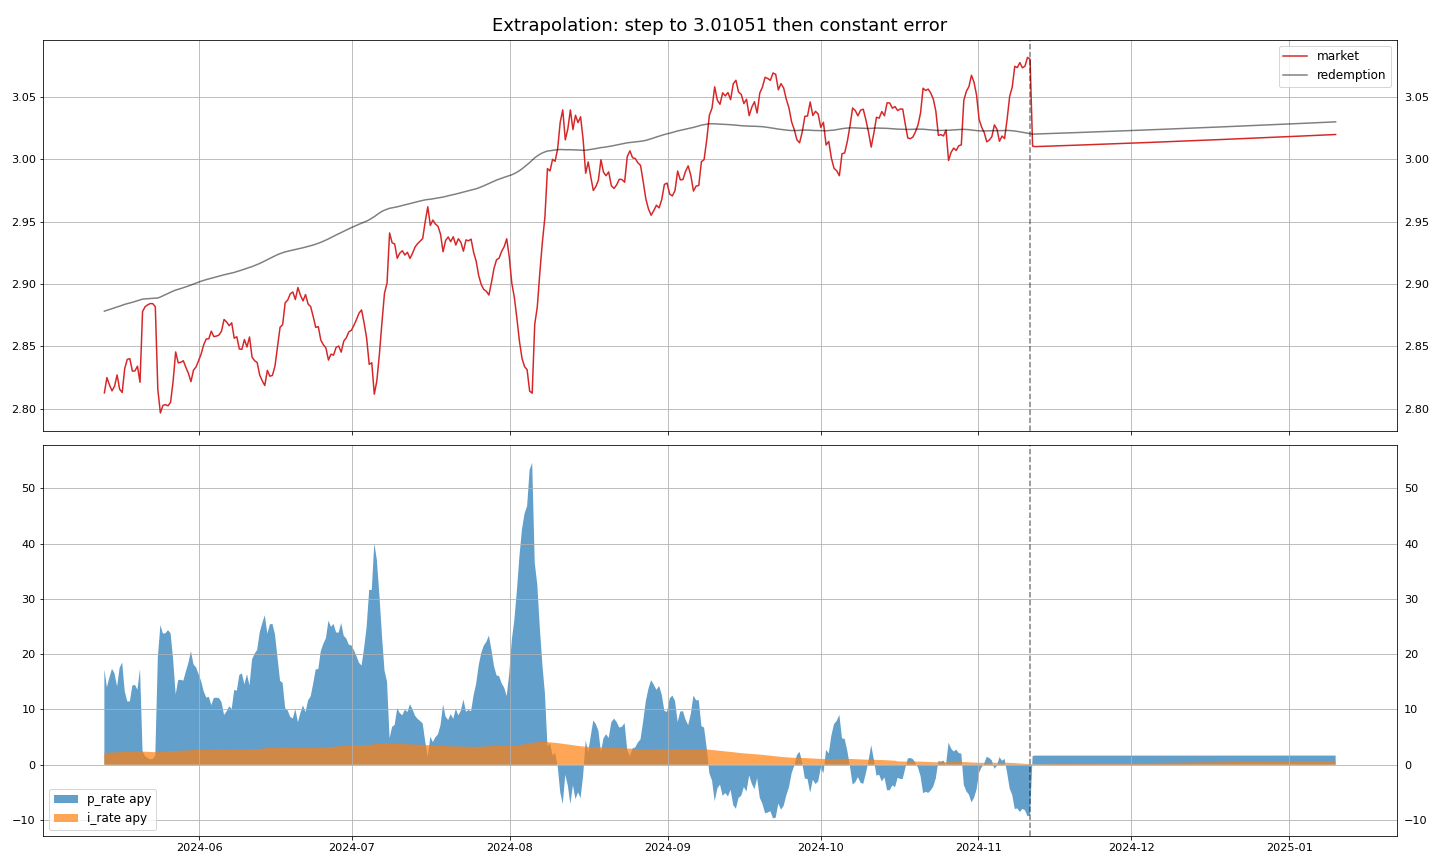 Extrapolation: step to 3.01051 then constant error
market
redemption
3.05 3.05
3.00 3.00
2.95 2.95
2.90 2.90
2.85 2.85
2.80 2.80
50 50
40 40
30 30
20 20
10 10
0 0
−10 −10
p_rate apy
i_rate apy
2024-06 2024-07 2024-08 2024-09 2024-10 2024-11 2024-12 2025-01